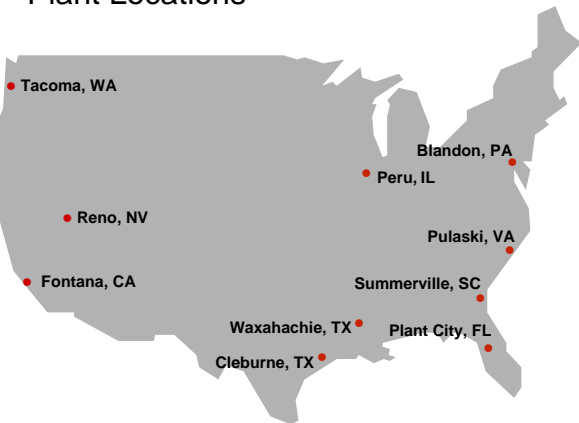 Plant Locations
Tacoma, WA
Blandon, PA
Peru, IL
Reno, NV
Pulaski, VA
Fontana, CA
Summerville, SC
Waxahachie, TX
Plant City, FL
Cleburne, TX